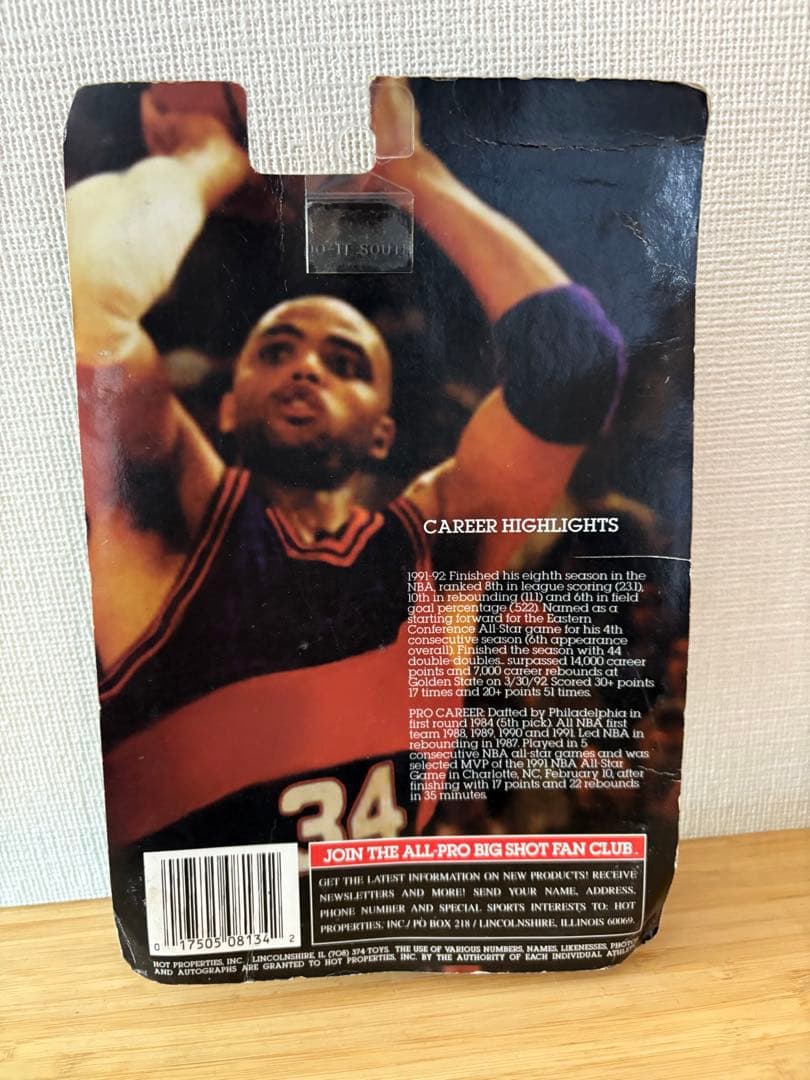 CAREER HIGHLIGHTS
1991-92: Finished his eighth season in the
NBA, ranked 8th in league scoring (23.1),
10th in rebounding (11.1) and 6th in field
goal percentage (.522). Named as a
starting forward for the Eastern
Conference All-Star game for his 4th
consecutive season (6th appearance
overall). Finished the season with 44
double-doubles... surpassed 14,000 career
points and 7,000 career rebounds at
Golden State on 3/30/92. Scored 30+ points
17 times and 20+ points 51 times.
PRO CAREER: Dafted by Philadelphia in
first round 1984 (5th pick). All NBA first
team 1988, 1989, 1990 and 1991. Led NBA in
rebounding in 1987. Played in 5
consecutive NBA all-star games and was
selected MVP of the 1991 NBA All-Star
Game in Charlotte, NC, February 10, after
finishing with 17 points and 22 rebounds
in 35 minutes.
34
JOIN THE ALL-PRO BIG SHOT FAN CLUB.
GET THE LATEST INFORMATION ON NEW PRODUCTS! RECEIVE
NEWSLETTERS AND MORE! SEND YOUR NAME, ADDRESS,
PHONE NUMBER AND SPECIAL SPORTS INTERESTS TO: HOT
PROPERTIES, INC./ PO BOX 218 / LINCOLNSHIRE, ILLINOIS 60069.
0 17505 08134 2
HOT PROPERTIES, INC. LINCOLNSHIRE, IL (708) 374-TOYS. THE USE OF VARIOUS NUMBERS, NAMES, LIKENESSES,
AND AUTOGRAPHS ARE GRANTED TO HOT PROPERTIES, INC. BY THE AUTHORITY OF EACH INDIVIDUAL